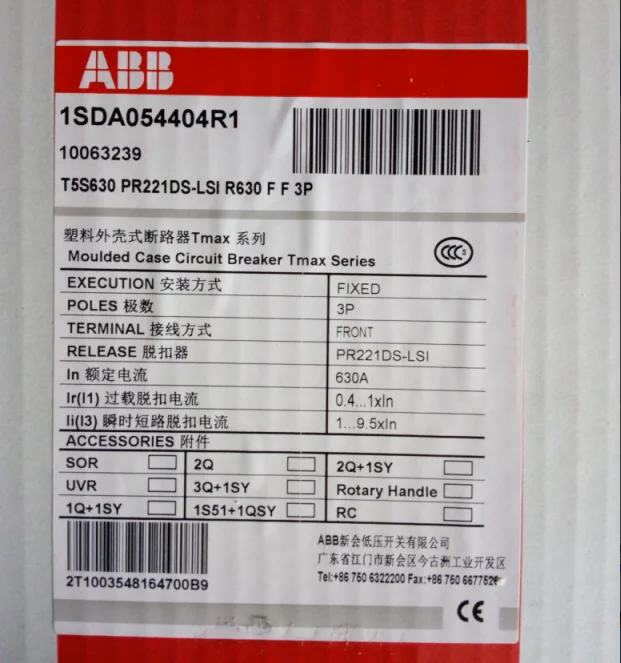 ABB
1SDA054404R1
10063239
T5S630 PR221DS-LSI R630 F F 3P
塑料外壳式断路器Tmax 系列
Moulded Case Circuit Breaker Tmax Series
EXECUTION 安装方式 FIXED
POLES 极数 3P
TERMINAL 接线方式 FRONT
RELEASE 脱扣器 PR221DS-LSI
In 额定电流 630A
Ir(I1) 过载脱扣电流 0.4...1xIn
Ii(I3) 瞬时短路脱扣电流 1...9.5xIn
ACCESSORIES 附件
SOR 2Q 2Q+1SY
UVR 3Q+1SY Rotary Handle
1Q+1SY 1S51+1QSY RC
ABB新会低压开关有限公司
广东省江门市新会区今古洲工业开发区
Tel:+86 750 6322200 Fax:+86 750
2T1003548164700B9
CE